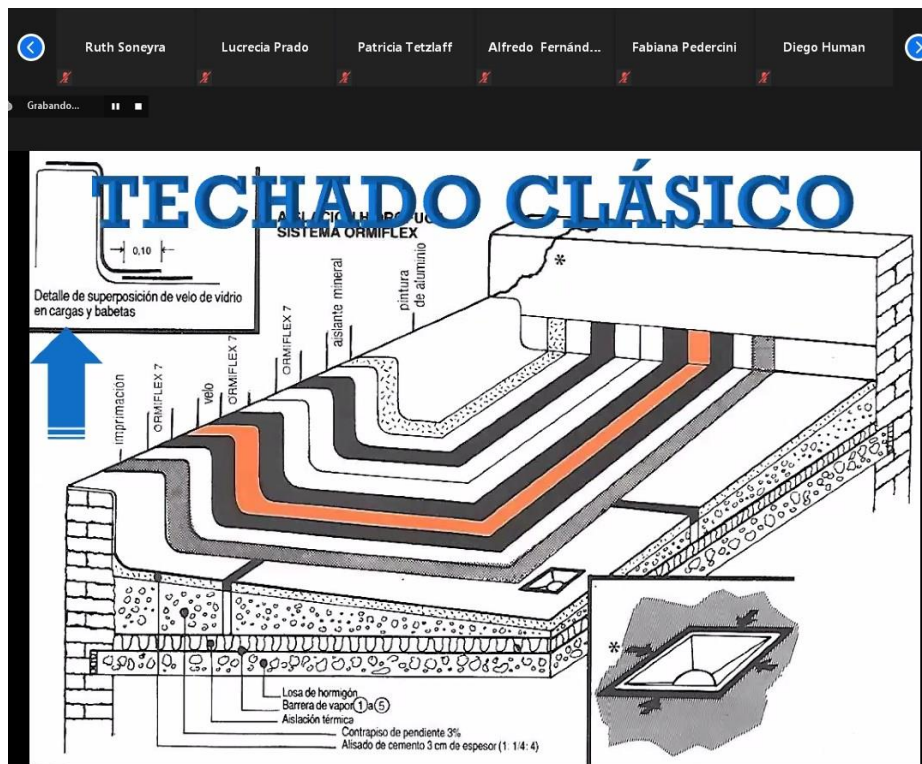 Ruth Soneyra
Lucrecia Prado
Patricia Tetzlaff
Alfredo Fernánd...
Fabiana Pedercini
Diego Human
Grabando...
TECHADO CLÁSICO
SISTEMA ORMIFLEX
0,10
Detalle de superposición de velo de vidrio
en cargas y babetas
imprimación
ORMIFLEX 7
velo
ORMIFLEX 7
ORMIFLEX 7
aislante mineral
pintura
de aluminio
*
*
Losa de hormigón
Barrera de vapor 1 a 5
Aislación térmica
Contrapiso de pendiente 3%
Alisado de cemento 3 cm de espesor (1: 1/4: 4)